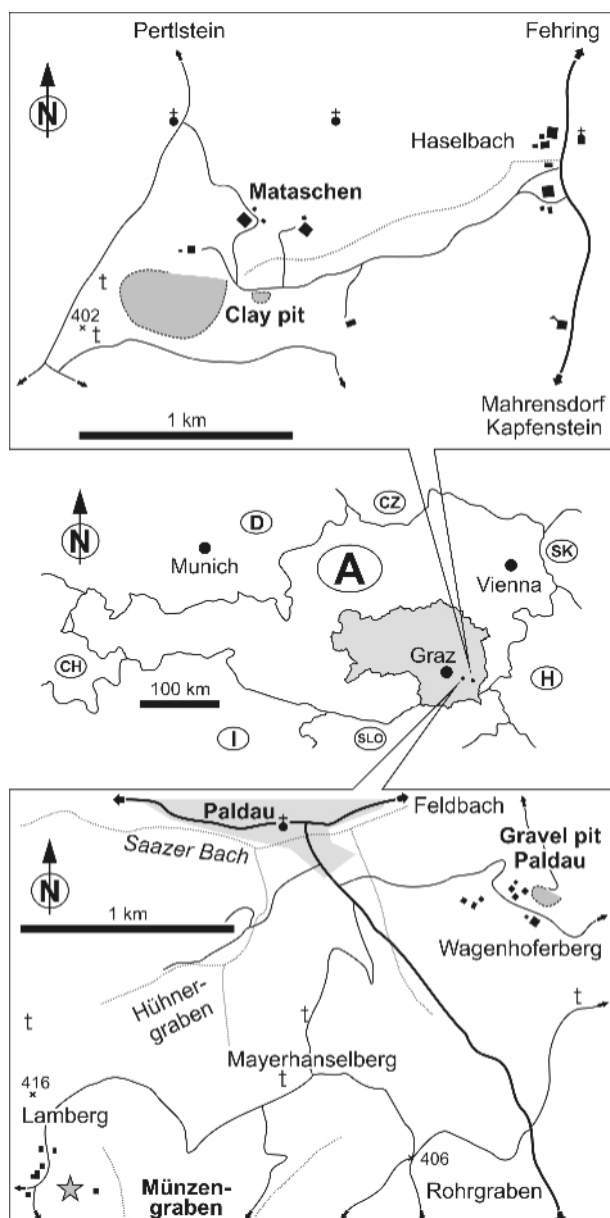 Pertlstein
Fehring
N
Haselbach
Mataschen
t
Clay pit
402
t
1 km
Mahrensdorf
Kapfenstein
N
D
CZ
Munich
A
SK
Vienna
Graz
CH
H
100 km
I
SLO
Paldau
Feldbach
Saazer Bach
Gravel pit
Paldau
N
1 km
Wagenhoferberg
Hühner-
graben
t
t
t
Mayerhanselberg
t
416
Lamberg
406
Münzen-
graben
Rohrgraben